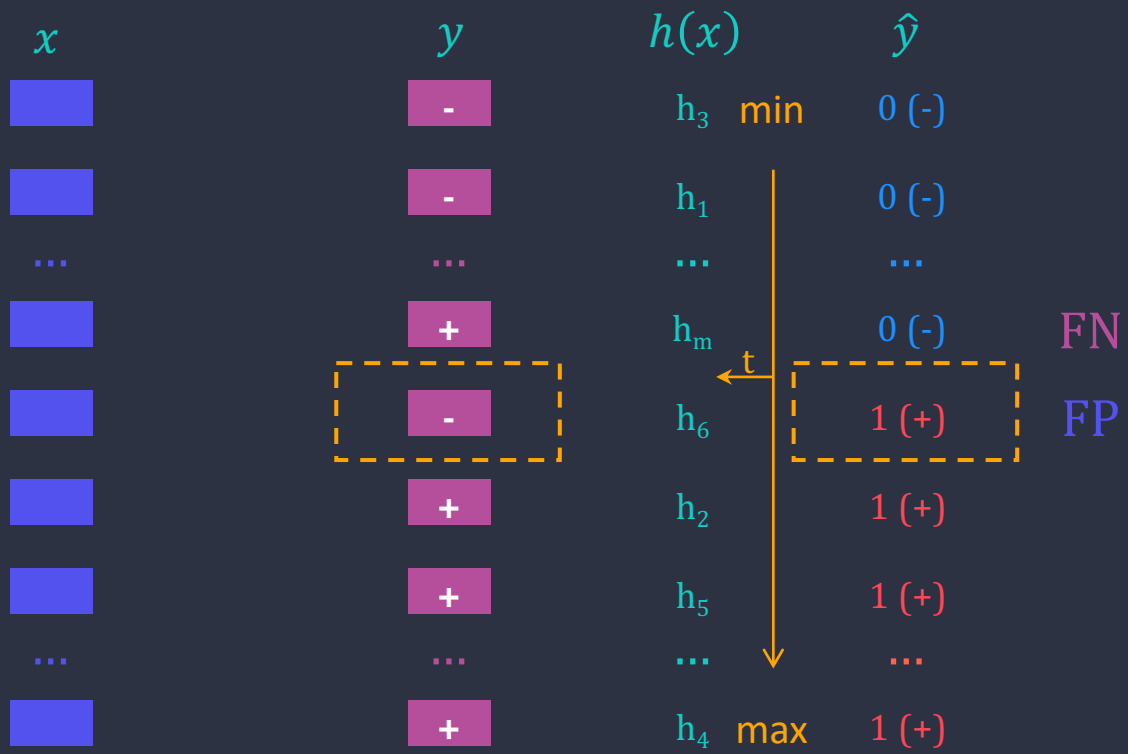 x y h(x) ŷ
- h₃ min 0 (-)
- h₁ 0 (-)
... ... ... ...
+ hₘ 0 (-) FN
t
- h₆ 1 (+) FP
+ h₂ 1 (+)
+ h₅ 1 (+)
... ... ... ...
+ h₄ max 1 (+)